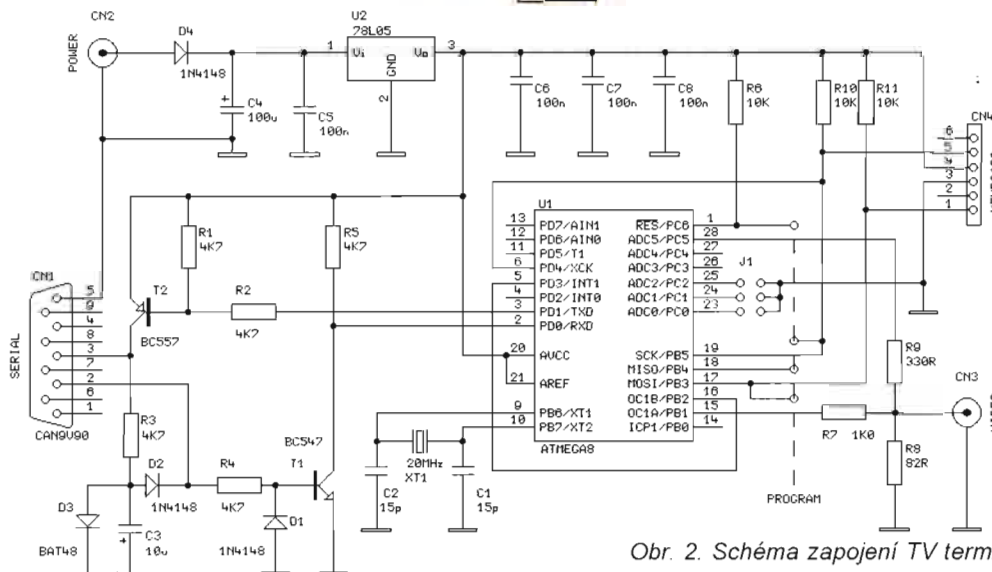 CN2
POWER
D4
1N4148
C4
100u
C5
100n
U2
78L05
1
Vi
Vo
3
GND
2
C6
100n
C7
100n
C8
100n
R6
10K
R10
10K
R11
10K
CN4
6
5
4
3
2
1
CN1
SERIAL
5
9
4
8
3
7
2
6
1
CAN9V90
R1
4K7
T2
BC557
R2
4K7
R5
4K7
R3
4K7
D2
1N4148
R4
4K7
BC547
T1
D3
BAT48
C3
10u
D1
1N4148
U1
13 PD7/AIN1
12 PD6/AIN0
11 PD5/T1
6 PD4/XCK
5 PD3/INT1
4 PD2/INT0
3 PD1/TXD
2 PD0/RXD
20 AVCC
21 AREF
9 PB6/XT1
10 PB7/XT2
RES/PC6 1
ADC5/PC5 28
ADC4/PC4 27
ADC3/PC3 26
ADC2/PC2 25
ADC1/PC1 24
ADC0/PC0 23
SCK/PB5 19
MISO/PB4 18
MOSI/PB3 17
OC1B/PB2 16
OC1A/PB1 15
ICP1/PB0 14
ATMEGA8
J1
20MHz
XT1
C2
15p
C1
15p
R7 1K0
R9
330R
R8
82R
CN3
PROGRAM
Obr. 2. Schéma zapojení TV term